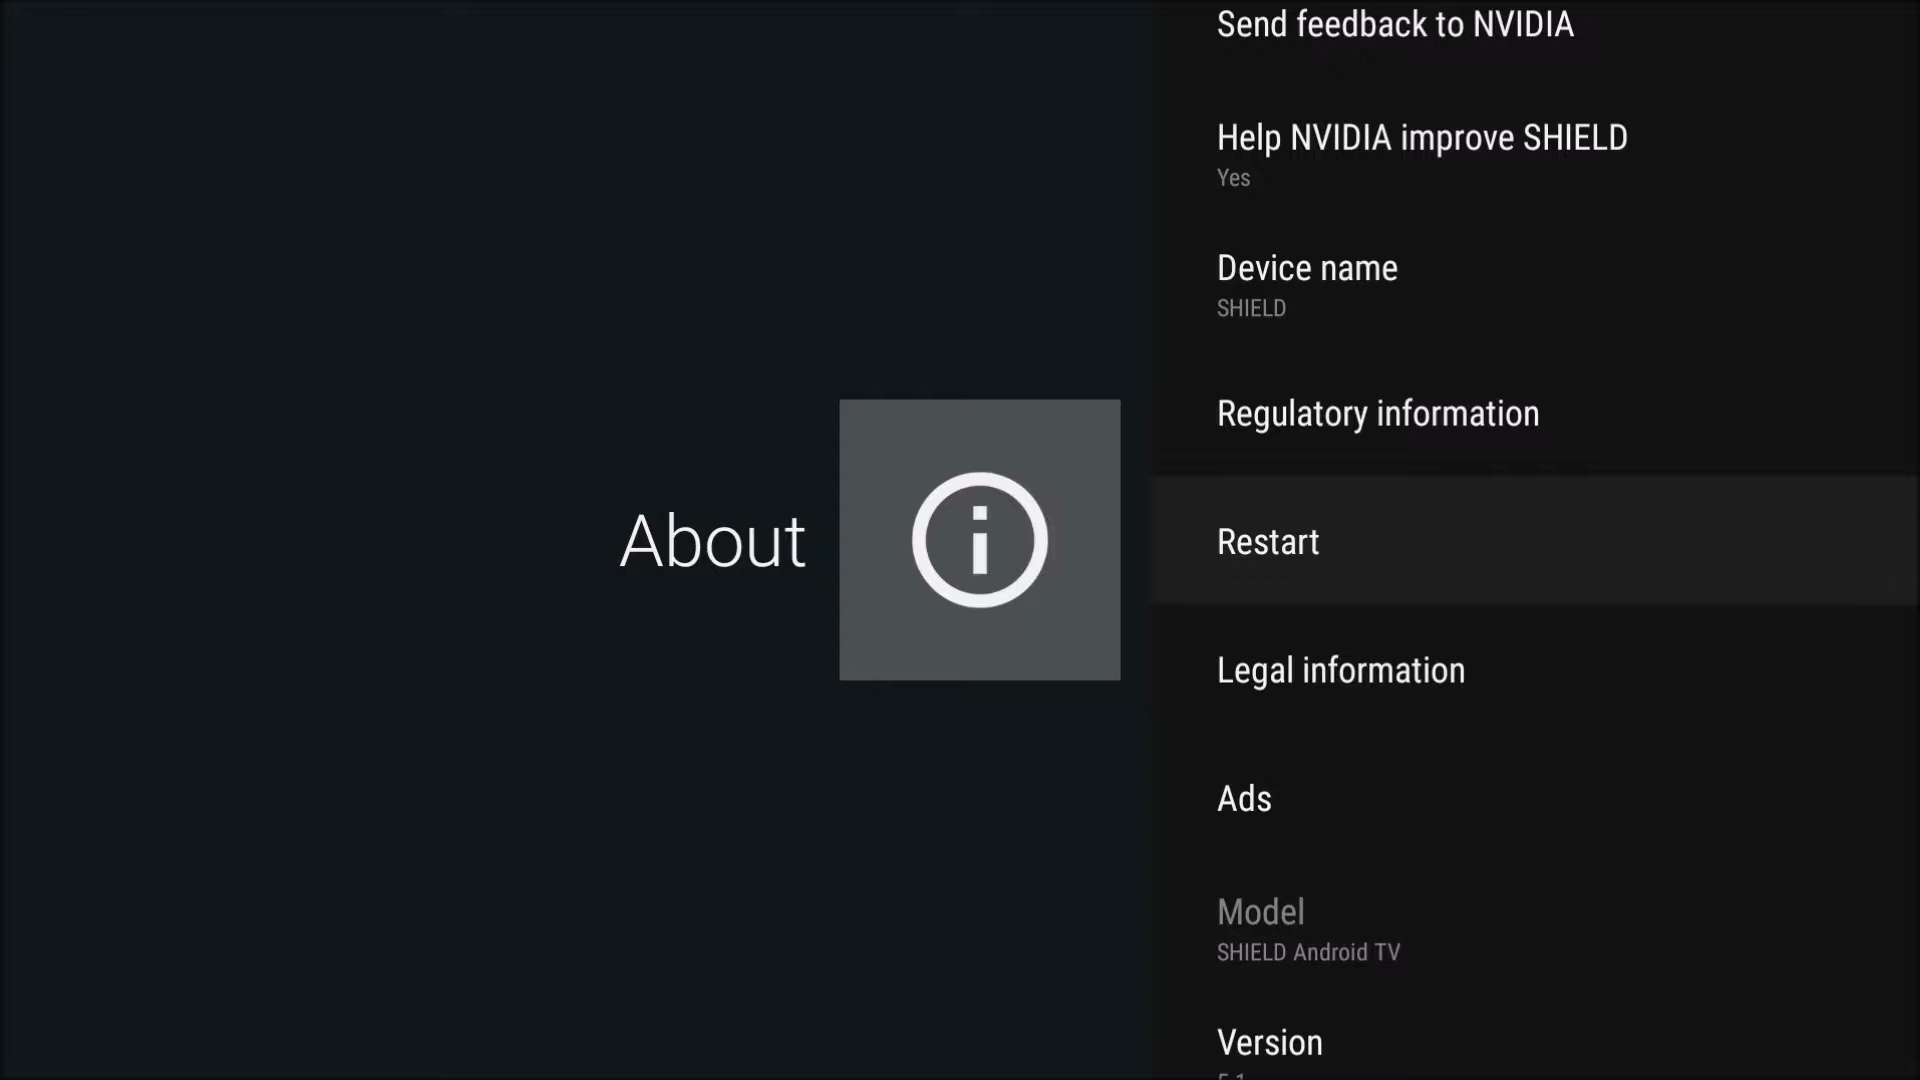 Send feedback to NVIDIA
Help NVIDIA improve SHIELD
Yes
Device name
SHIELD
Regulatory information
About
Restart
Legal information
Ads
Model
SHIELD Android TV
Version